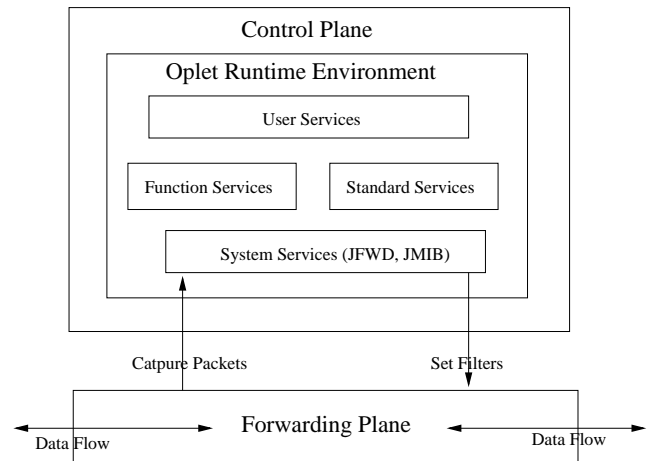 Control Plane
Oplet Runtime Environment
User Services
Function Services
Standard Services
System Services (JFWD, JMIB)
Catpure Packets
Set Filters
Forwarding Plane
Data Flow
Data Flow